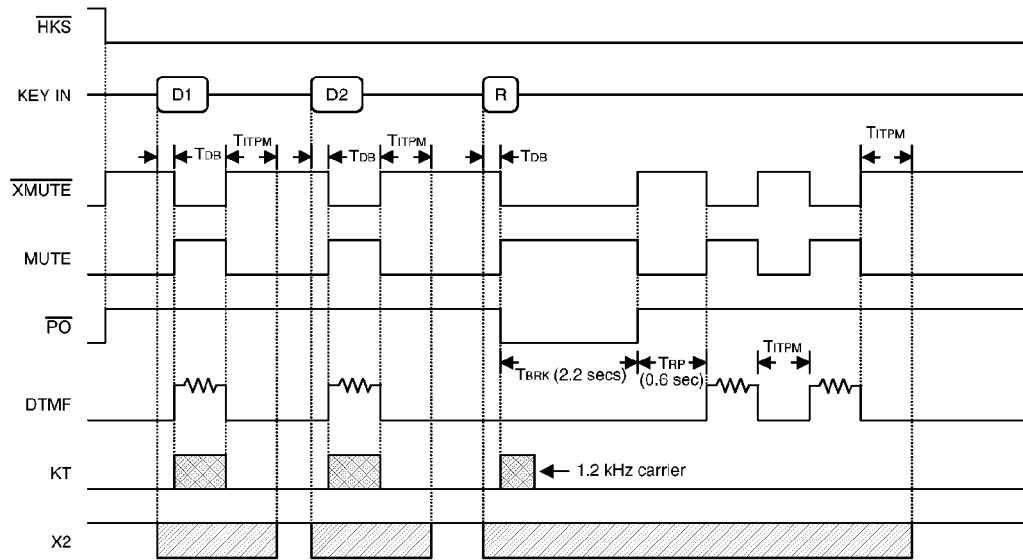 HKS
KEY IN D1 D2 R
TDB TITPM TDB TITPM TDB TITPM
XMUTE
MUTE
PO
TBRK (2.2 secs) TRP (0.6 sec) TITPM
DTMF
KT 1.2 kHz carrier
X2